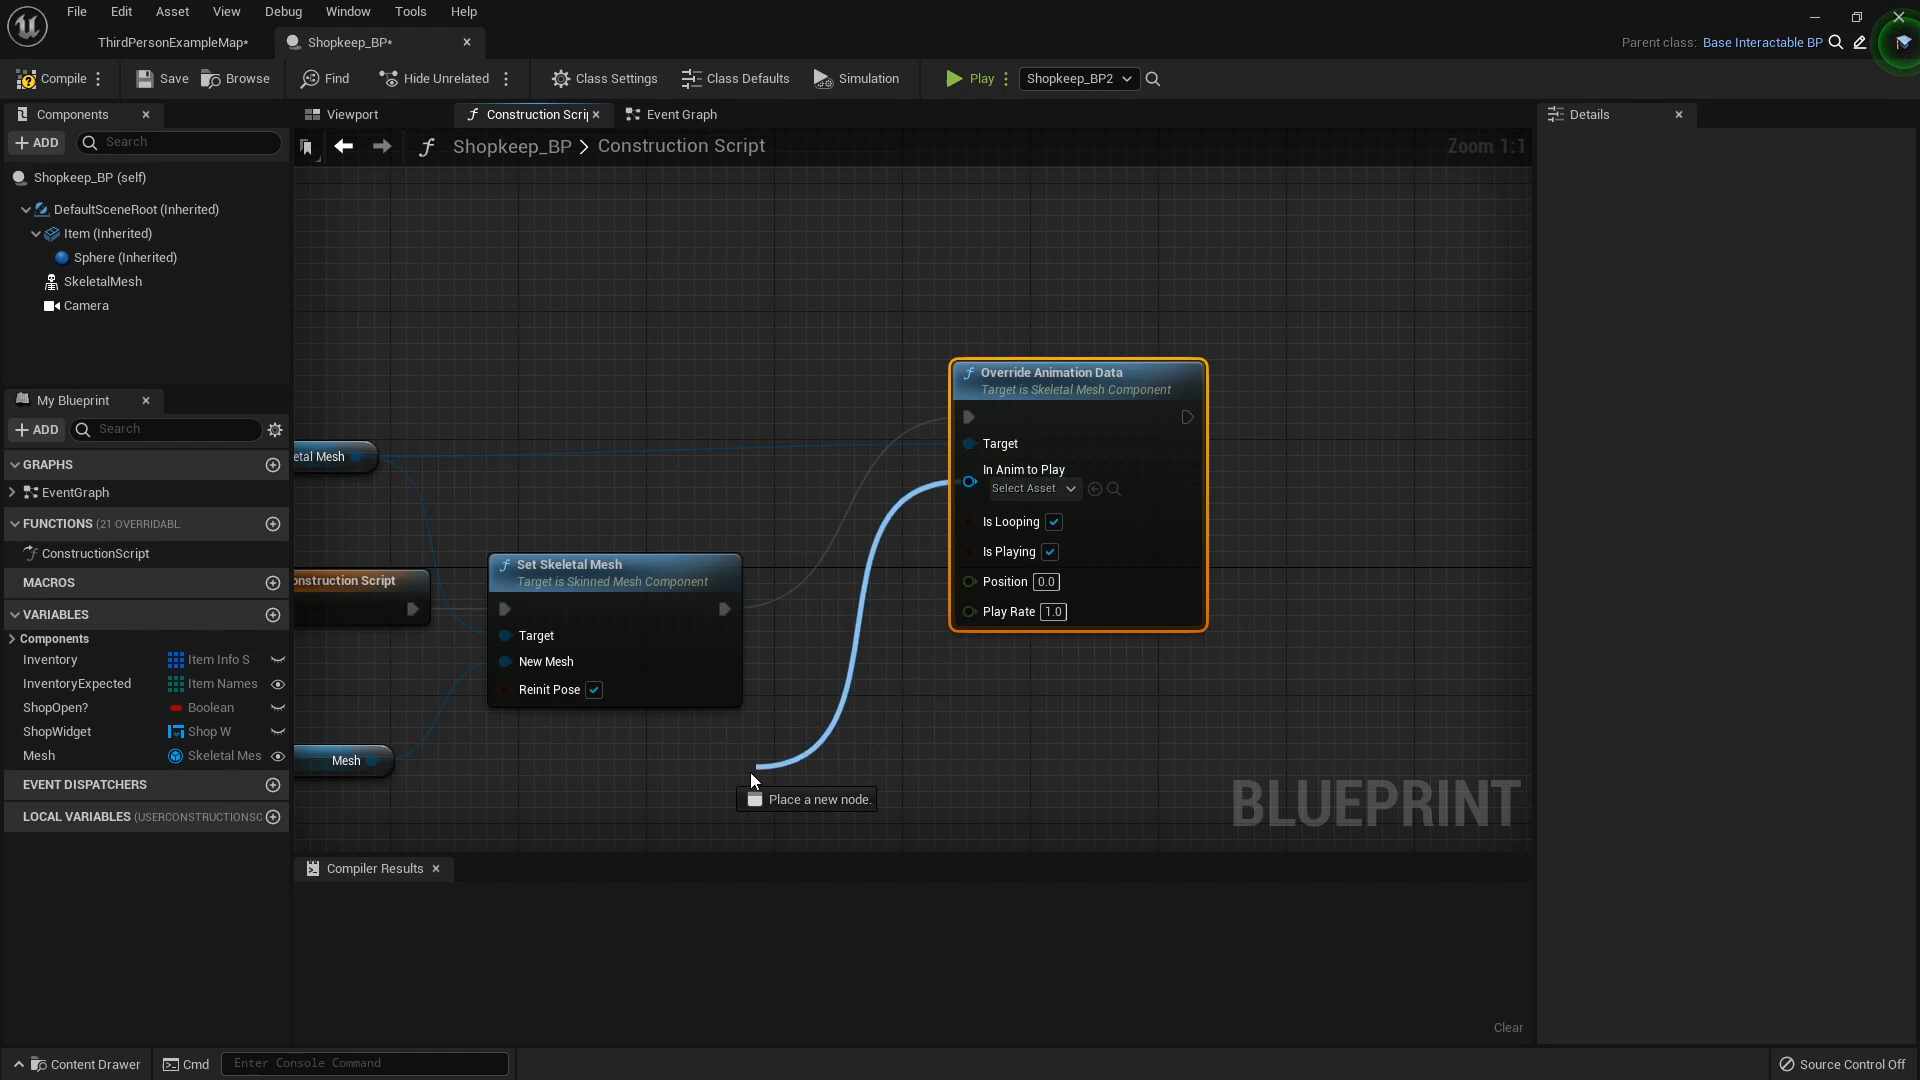 File Edit Asset View Debug Window Tools Help
ThirdPersonExampleMap*
Shopkeep_BP*
Parent class: Base Interactable BP
Compile
Save
Browse
Find
Hide Unrelated
Class Settings
Class Defaults
Simulation
Play
Shopkeep_BP2
Components
ADD
Search
Shopkeep_BP (self)
DefaultSceneRoot (Inherited)
Item (Inherited)
Sphere (Inherited)
SkeletalMesh
Camera
My Blueprint
ADD
Search
GRAPHS
EventGraph
FUNCTIONS (21 OVERRIDABL
ConstructionScript
MACROS
VARIABLES
Components
Inventory Item Info S
InventoryExpected Item Names
ShopOpen? Boolean
ShopWidget Shop W
Mesh Skeletal Mes
EVENT DISPATCHERS
LOCAL VARIABLES (USERCONSTRUCTIONSC
Viewport
Construction Scrip
Event Graph
Shopkeep_BP > Construction Script
Zoom 1:1
etal Mesh
onstruction Script
Mesh
Set Skeletal Mesh
Target is Skinned Mesh Component
Target
New Mesh
Reinit Pose
Override Animation Data
Target is Skeletal Mesh Component
Target
In Anim to Play
Select Asset
Is Looping
Is Playing
Position 0.0
Play Rate 1.0
Place a new node.
BLUEPRINT
Compiler Results
Clear
Details
Content Drawer
Cmd
Enter Console Command
Source Control Off